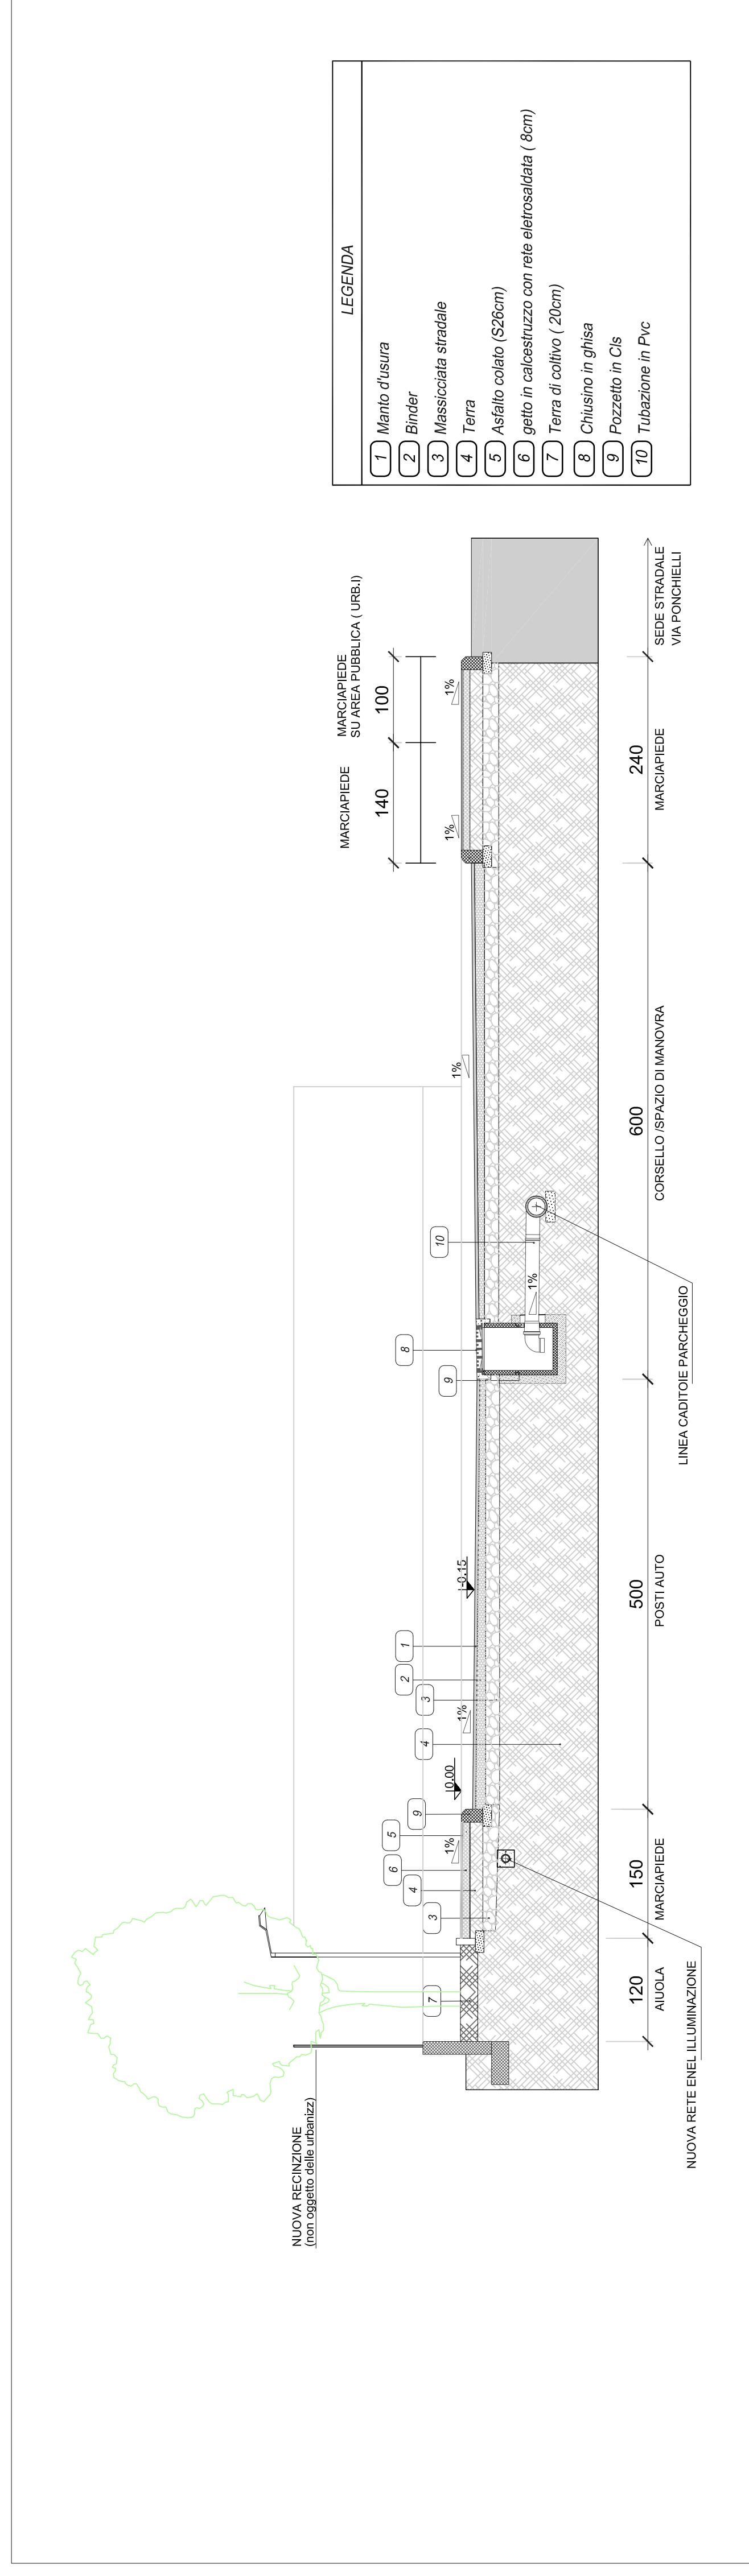 LEGENDA
1 Manto d'usura
2 Binder
3 Massicciata stradale
4 Terra
5 Asfalto colato (S26cm)
6 getto in calcestruzzo con rete eletrosaldata ( 8cm)
7 Terra di coltivo ( 20cm)
8 Chiusino in ghisa
9 Pozzetto in Cls
10 Tubazione in Pvc
NUOVA RECINZIONE
(non oggetto delle urbanizz)
MARCIAPIEDE
MARCIAPIEDE
SU AREA PUBBLICA ( URB.I)
140
100
7
3
4
6
5
9
4
3
2
1
9
8
10
1%
0.00
1%
-0.15
1%
1%
1%
1%
120
150
500
600
240
AIUOLA
MARCIAPIEDE
POSTI AUTO
CORSELLO /SPAZIO DI MANOVRA
MARCIAPIEDE
SEDE STRADALE
VIA PONCHIELLI
NUOVA RETE ENEL ILLUMINAZIONE
LINEA CADITOIE PARCHEGGIO